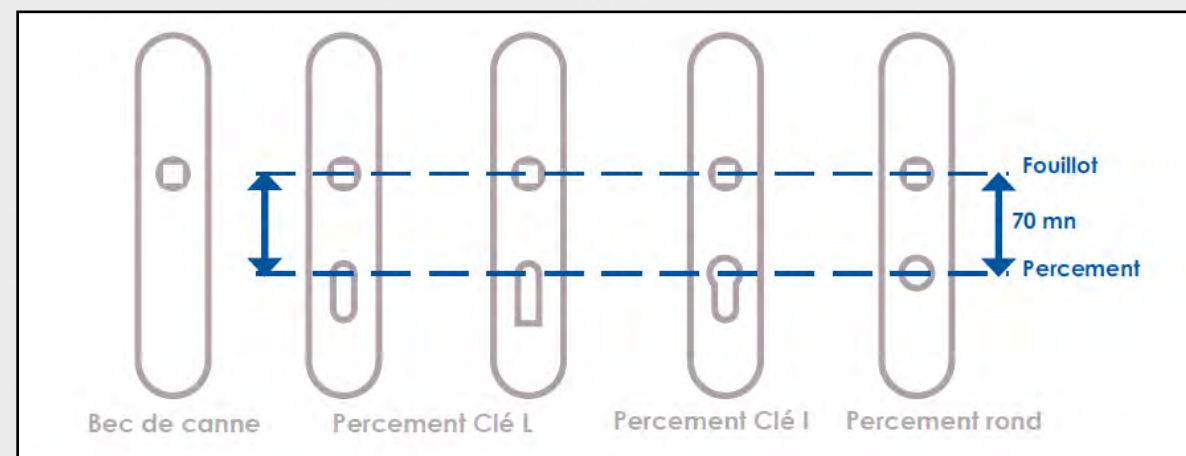 Fouillot
70 mn
Percement
Bec de canne
Percement Clé L
Percement Clé I
Percement rond